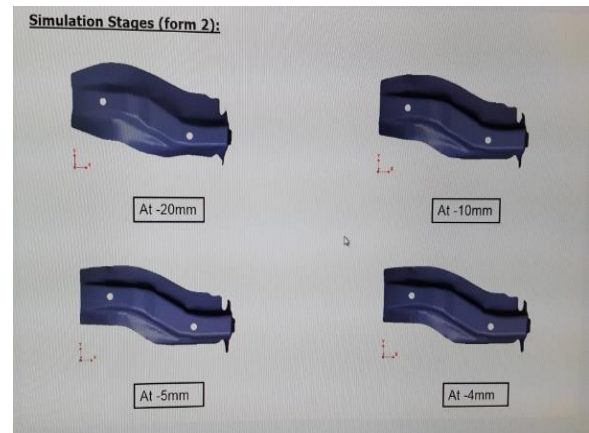 Simulation Stages (form 2):
At -20mm
At -10mm
At -5mm
At -4mm